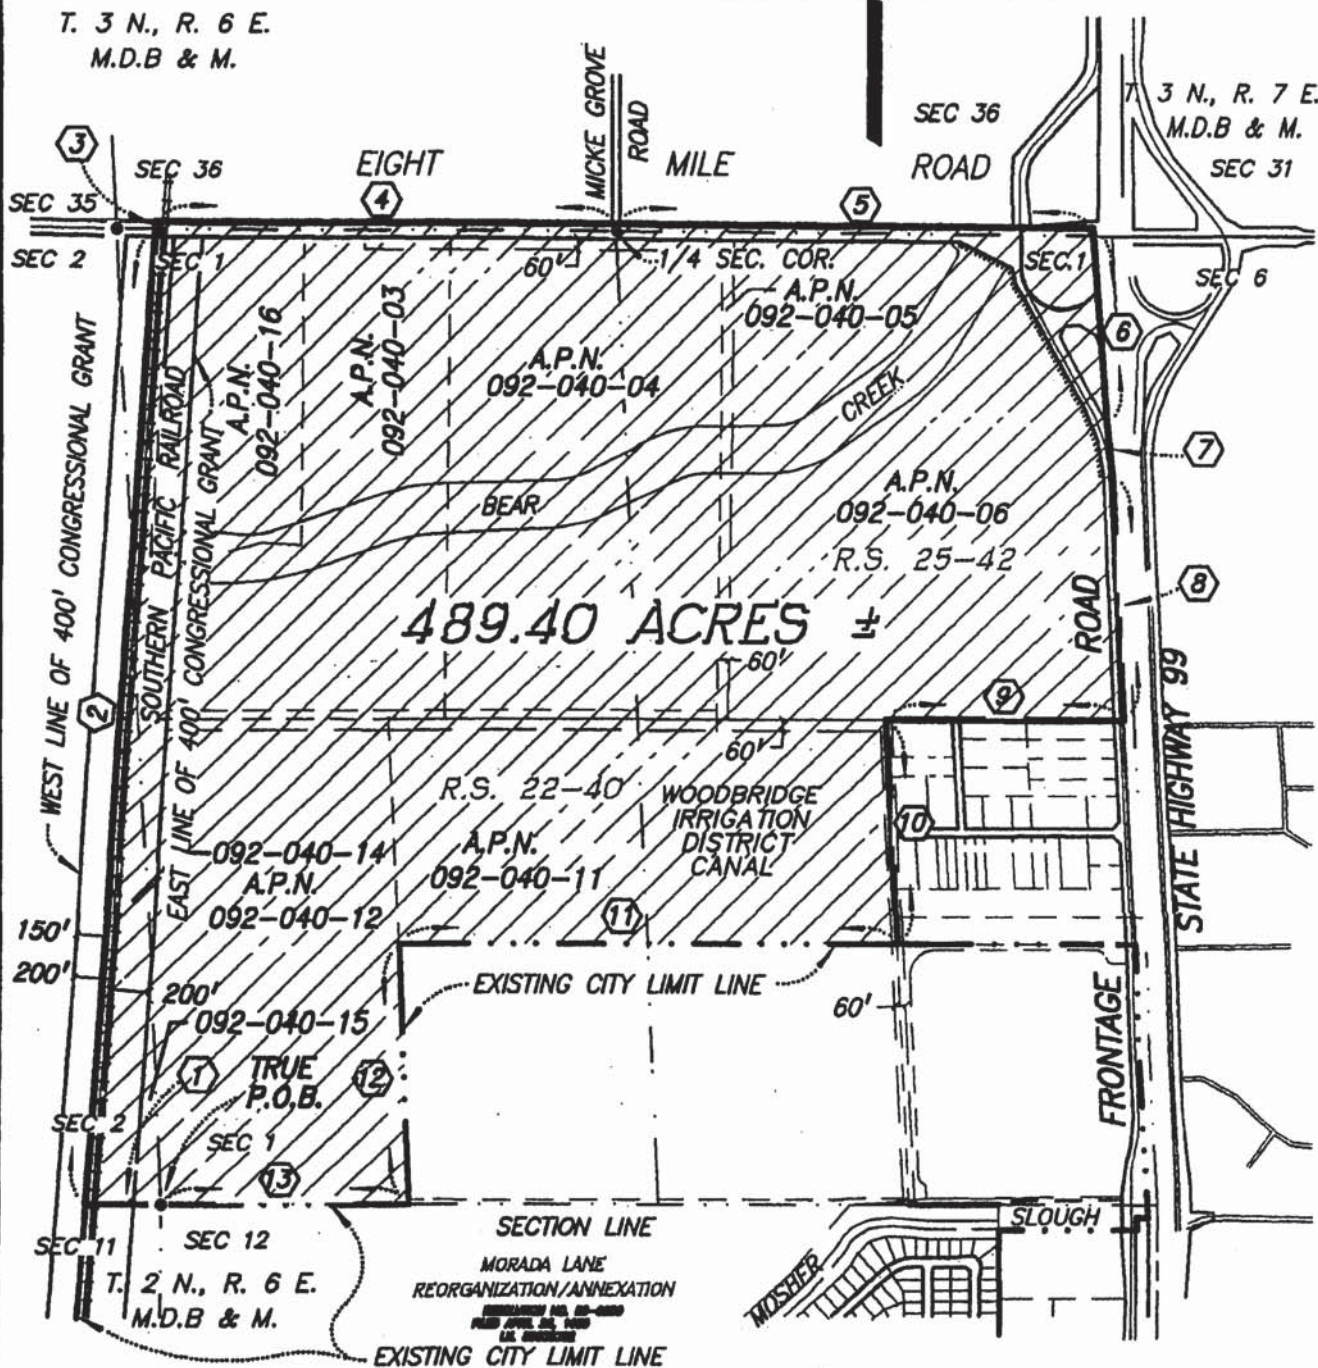 T. 3 N., R. 6 E.
M.D.B & M.
MICKE GROVE
ROAD
SEC 36
T. 3 N., R. 7 E.
M.D.B & M.
SEC 31
3
SEC 36
EIGHT
MILE
ROAD
SEC 35
4
5
SEC 2
SEC 1
60'
1/4 SEC. COR.
SEC.1
SEC 6
A.P.N.
092-040-05
A.P.N.
092-040-16
A.P.N.
092-040-03
A.P.N.
092-040-04
6
CREEK
7
WEST LINE OF 400' CONGRESSIONAL GRANT
SOUTHERN PACIFIC RAILROAD
EAST LINE OF 400' CONGRESSIONAL GRANT
BEAR
A.P.N.
092-040-06
R.S. 25-42
8
489.40 ACRES ±
ROAD
60'
2
9
60'
STATE HIGHWAY 99
R.S. 22-40
WOODBRIDGE
IRRIGATION
DISTRICT
CANAL
10
092-040-14
A.P.N.
092-040-12
A.P.N.
092-040-11
11
150'
200'
200'
EXISTING CITY LIMIT LINE
60'
092-040-15
FRONTAGE
1
TRUE
P.O.B.
12
SEC 2
SEC 1
13
SECTION LINE
SLOUGH
SEC 11
SEC 12
MORADA LANE
REORGANIZATION/ANNEXATION
MOSHER
T. 2 N., R. 6 E.
M.D.B & M.
EXISTING CITY LIMIT LINE